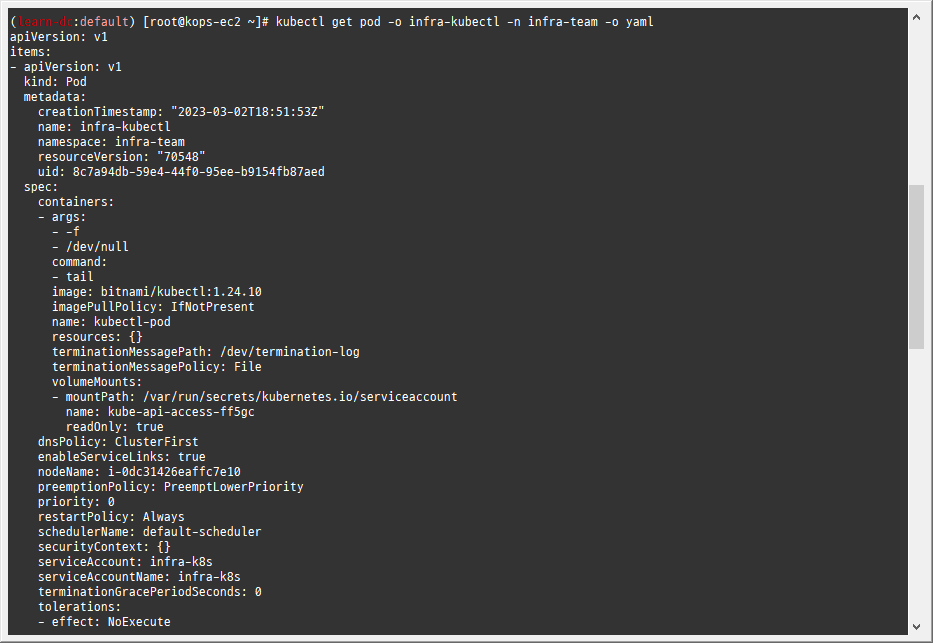 (learn-dr:default) [root@kops-ec2 ~]# kubectl get pod -o infra-kubectl -n infra-team -o yaml
apiVersion: v1
items:
- apiVersion: v1
  kind: Pod
  metadata:
    creationTimestamp: "2023-03-02T18:51:53Z"
    name: infra-kubectl
    namespace: infra-team
    resourceVersion: "70548"
    uid: 8c7a94db-59e4-44f0-95ee-b9154fb87aed
  spec:
    containers:
    - args:
      - -f
      - /dev/null
      command:
      - tail
      image: bitnami/kubectl:1.24.10
      imagePullPolicy: IfNotPresent
      name: kubectl-pod
      resources: {}
      terminationMessagePath: /dev/termination-log
      terminationMessagePolicy: File
      volumeMounts:
      - mountPath: /var/run/secrets/kubernetes.io/serviceaccount
        name: kube-api-access-ff5gc
        readOnly: true
    dnsPolicy: ClusterFirst
    enableServiceLinks: true
    nodeName: i-0dc31426eaffc7e10
    preemptionPolicy: PreemptLowerPriority
    priority: 0
    restartPolicy: Always
    schedulerName: default-scheduler
    securityContext: {}
    serviceAccount: infra-k8s
    serviceAccountName: infra-k8s
    terminationGracePeriodSeconds: 0
    tolerations:
    - effect: NoExecute